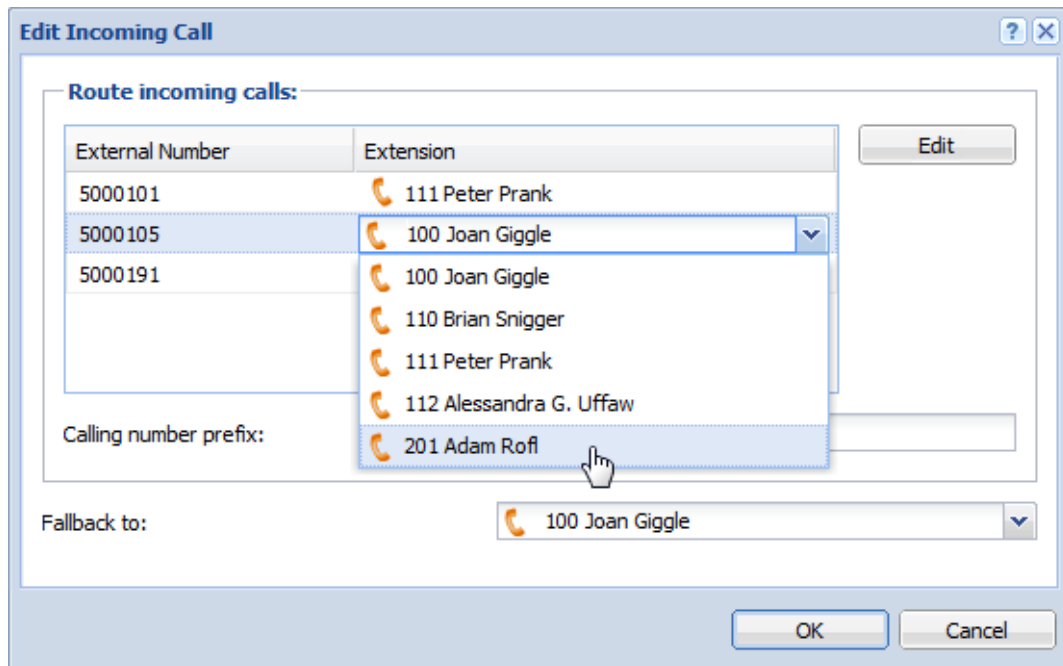 Edit Incoming Call
?
Route incoming calls:
External Number Extension Edit
5000101 111 Peter Prank
5000105 100 Joan Giggle
5000191 100 Joan Giggle
110 Brian Snigger
111 Peter Prank
112 Alessandra G. Uffaw
Calling number prefix:
201 Adam Rofl
Fallback to: 100 Joan Giggle
OK Cancel